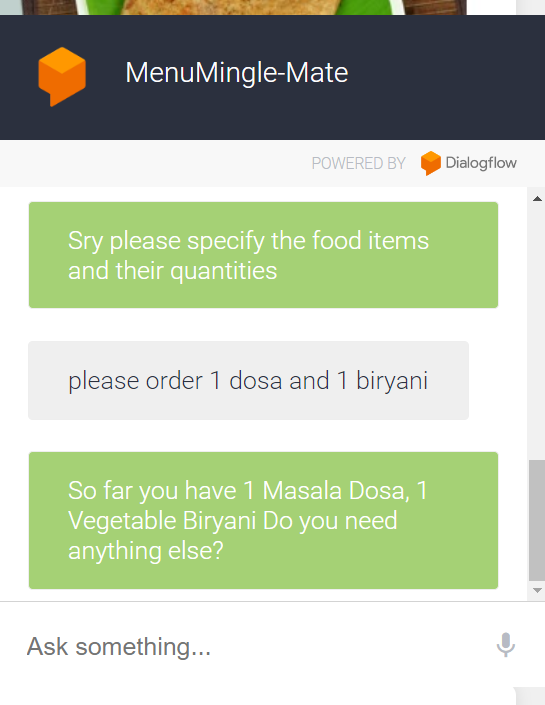 MenuMingle-Mate
POWERED BY Dialogflow
Sry please specify the food items
and their quantities
please order 1 dosa and 1 biryani
So far you have 1 Masala Dosa, 1
Vegetable Biryani Do you need
anything else?
Ask something...